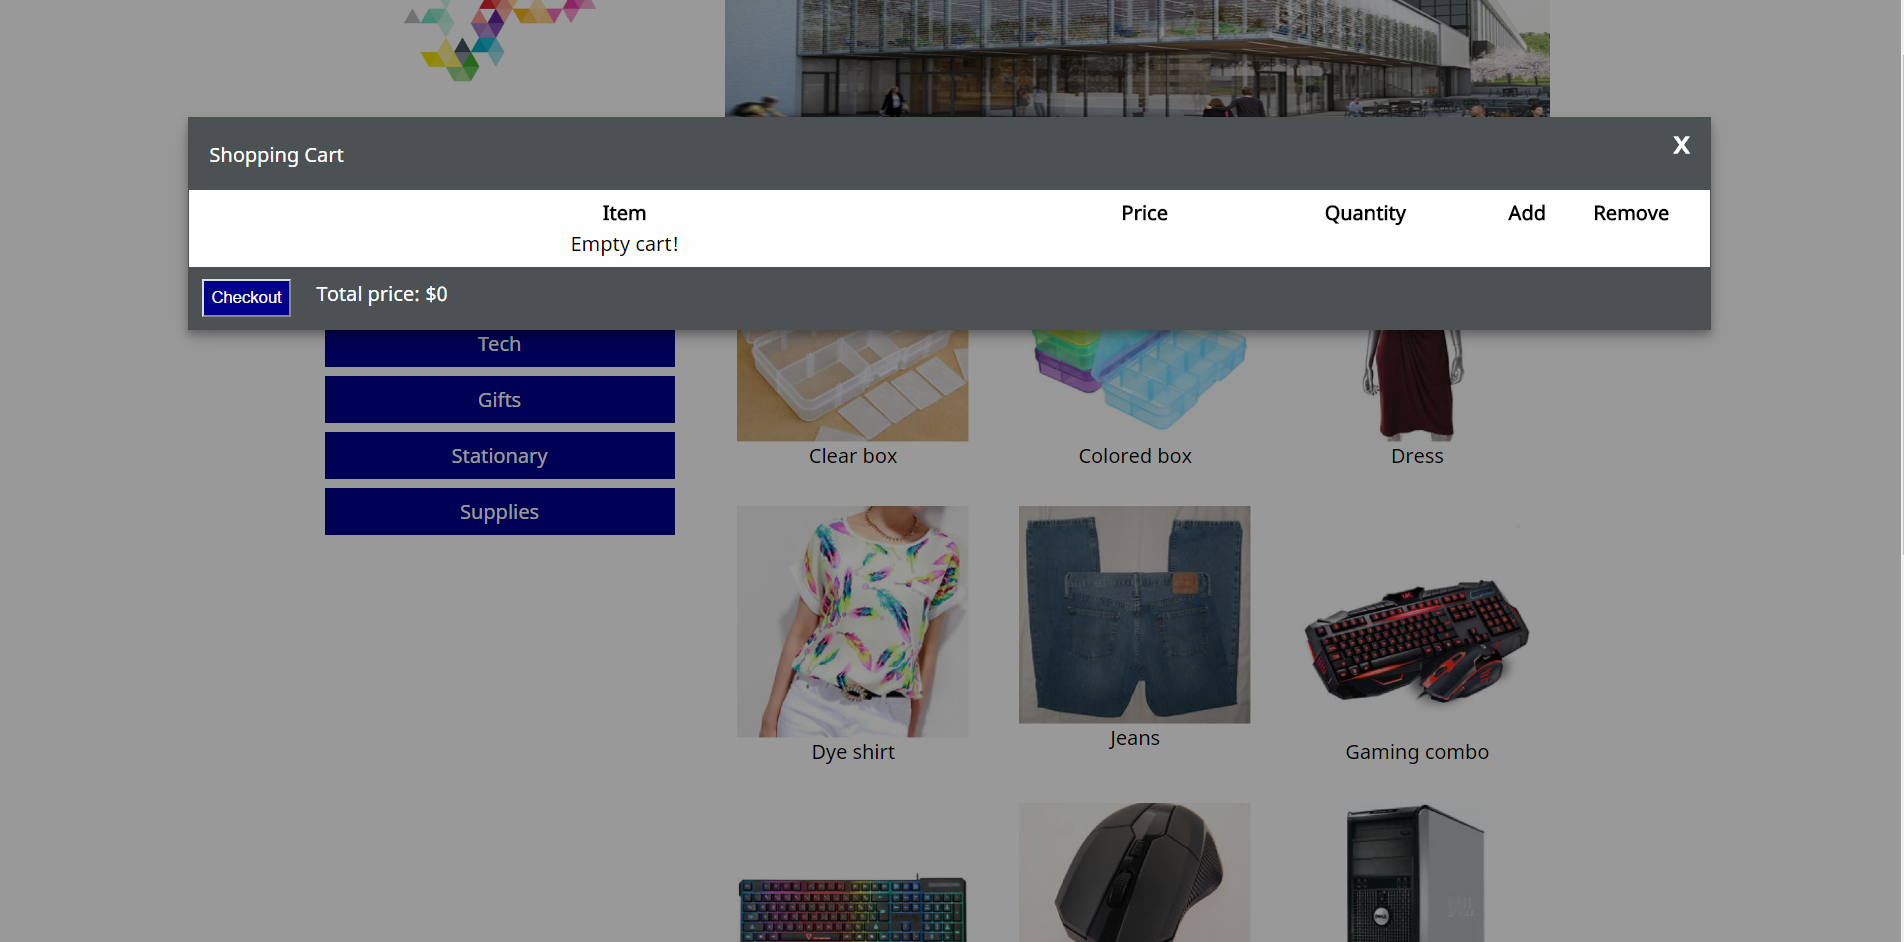 Shopping Cart
X
Item Price Quantity Add Remove
Empty cart!
Checkout Total price: $0
Tech
Gifts
Stationary
Supplies
Clear box Colored box Dress
Dye shirt Jeans Gaming combo
DELL